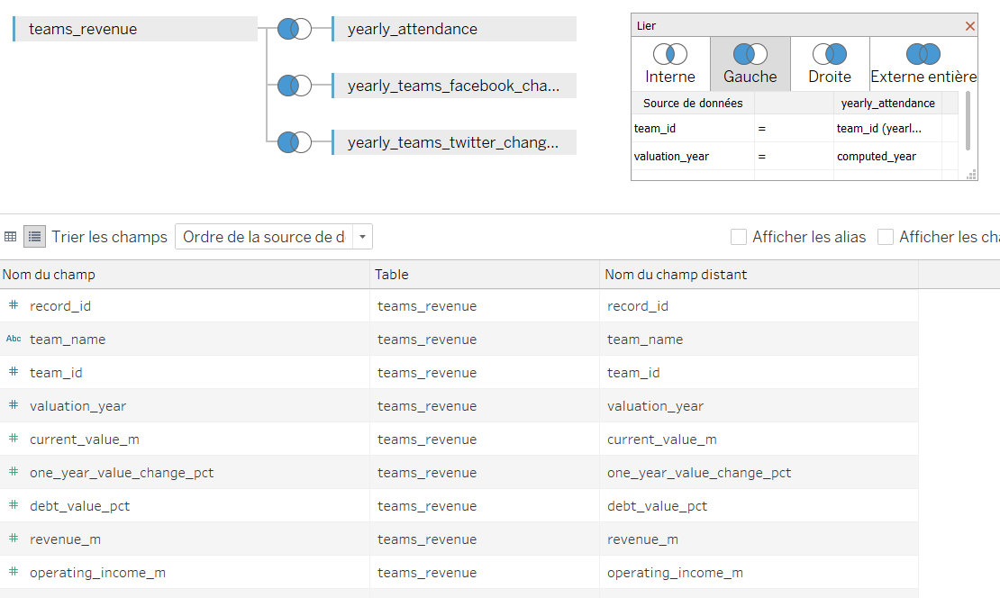 teams_revenue
yearly_attendance
yearly_teams_facebook_cha...
yearly_teams_twitter_chang...
Lier
Interne Gauche Droite Externe entière
Source de données yearly_attendance
team_id = team_id (yearl...
valuation_year = computed_year
Trier les champs Ordre de la source de d Afficher les alias Afficher les cha
Nom du champ Table Nom du champ distant
# record_id teams_revenue record_id
Abc team_name teams_revenue team_name
# team_id teams_revenue team_id
# valuation_year teams_revenue valuation_year
# current_value_m teams_revenue current_value_m
# one_year_value_change_pct teams_revenue one_year_value_change_pct
# debt_value_pct teams_revenue debt_value_pct
# revenue_m teams_revenue revenue_m
# operating_income_m teams_revenue operating_income_m